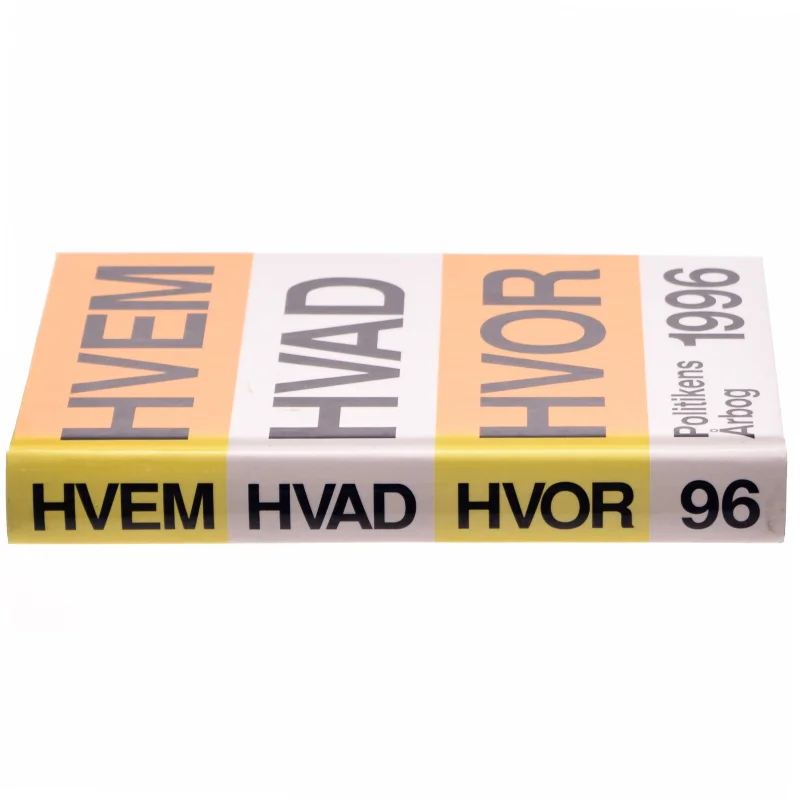 HVEM
HVAD
HVOR
Politikens
Årbog
1996
HVEM HVAD HVOR 96